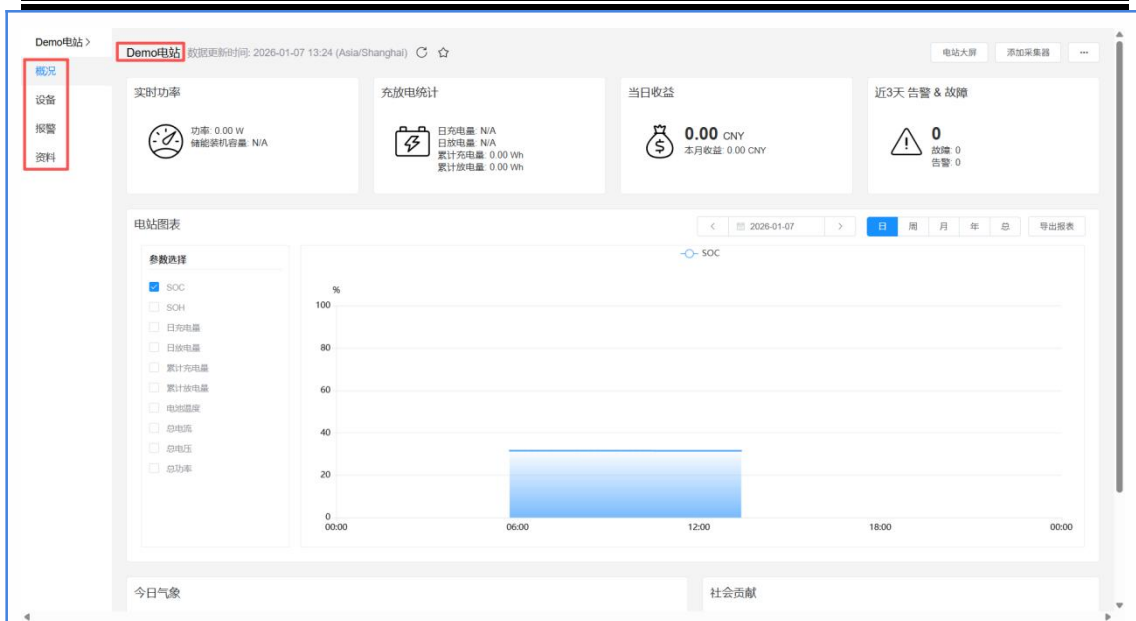 Demo电站 >
概况
设备
报警
资料
Demo电站 数据更新时间: 2026-01-07 13:24 (Asia/Shanghai)
电站大屏
添加采集器
...
实时功率
功率: 0.00 W
储能装机容量: N/A
充放电统计
日充电量: N/A
日放电量: N/A
累计充电量: 0.00 Wh
累计放电量: 0.00 Wh
当日收益
0.00 CNY
本月收益: 0.00 CNY
近3天 告警 & 故障
0
故障: 0
告警: 0
电站图表
< 2026-01-07 >
日 周 月 年 总
导出报表
参数选择
SOC
SOH
日充电量
日放电量
累计充电量
累计放电量
电池温度
总电流
总电压
总功率
SOC
%
100
80
60
40
20
0
00:00 06:00 12:00 18:00 00:00
今日气象
社会贡献